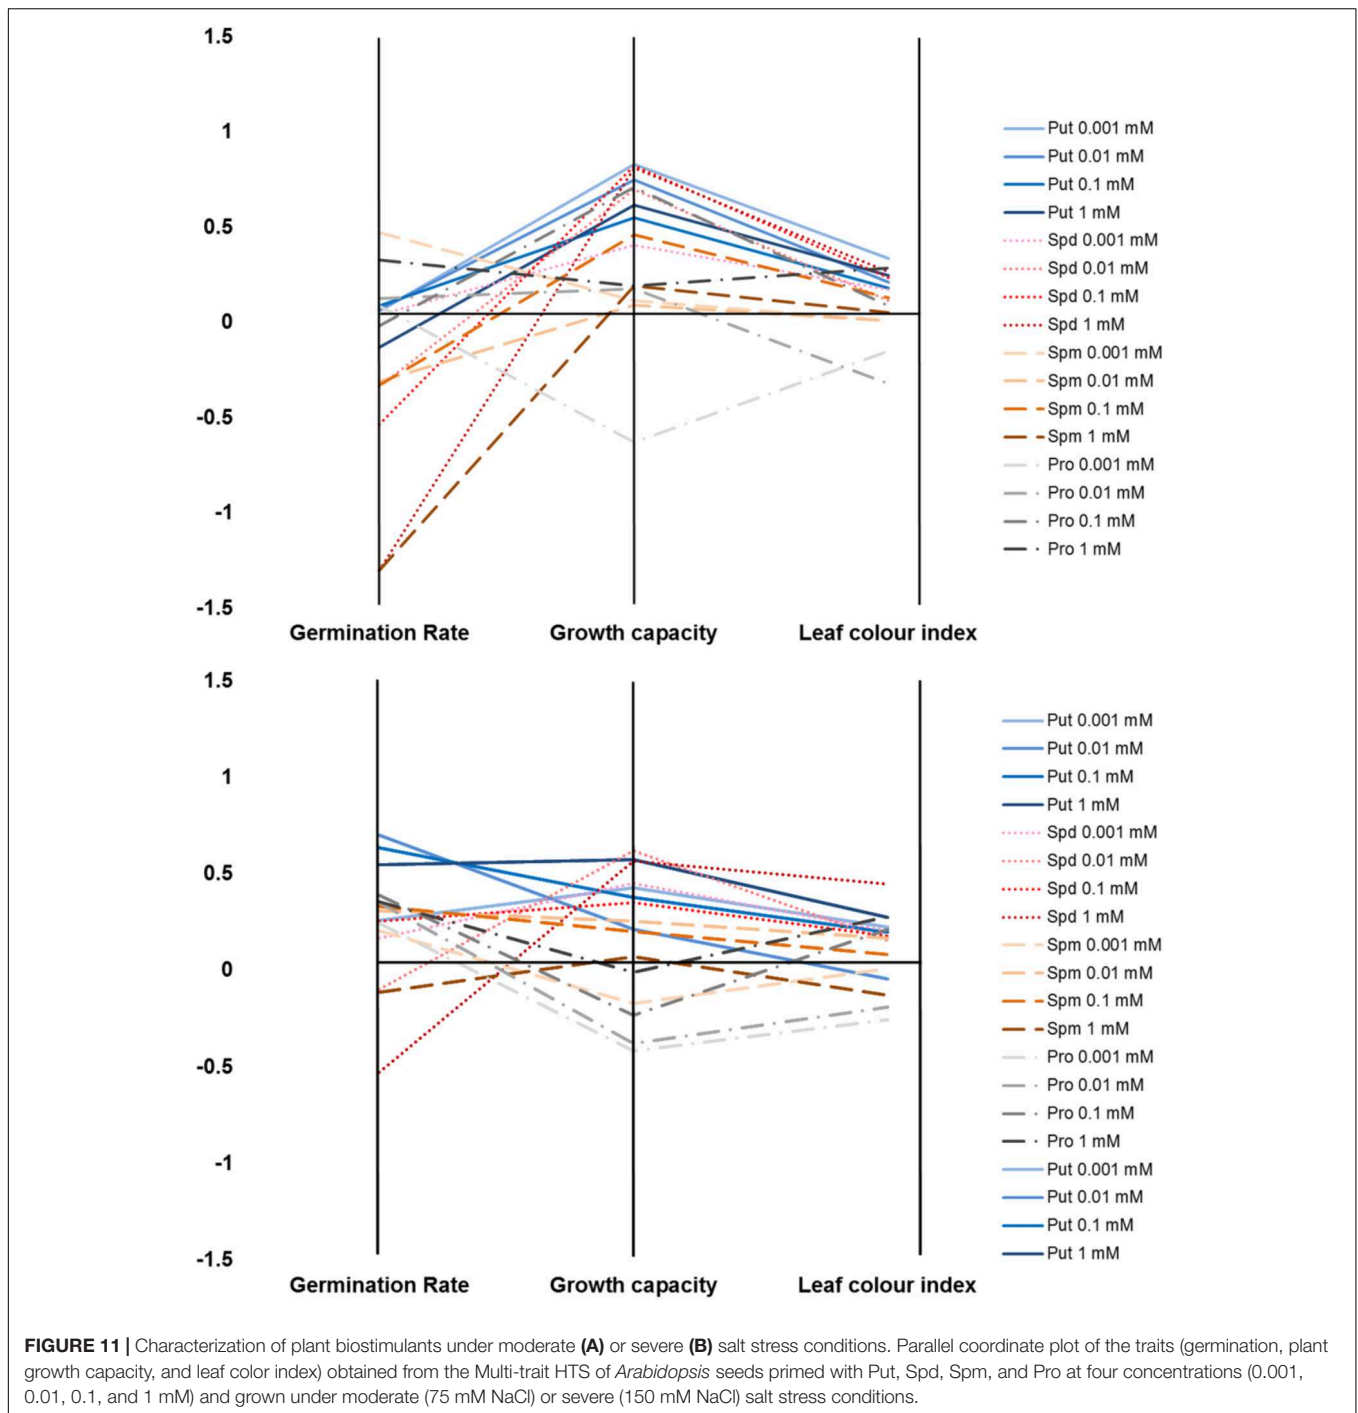 1.5
1
0.5
0
-0.5
-1
-1.5
Germination Rate
Growth capacity
Leaf colour index
Put 0.001 mM
Put 0.01 mM
Put 0.1 mM
Put 1 mM
Spd 0.001 mM
Spd 0.01 mM
Spd 0.1 mM
Spd 1 mM
Spm 0.001 mM
Spm 0.01 mM
Spm 0.1 mM
Spm 1 mM
Pro 0.001 mM
Pro 0.01 mM
Pro 0.1 mM
Pro 1 mM
1.5
1
0.5
0
-0.5
-1
-1.5
Germination Rate
Growth capacity
Leaf colour index
Put 0.001 mM
Put 0.01 mM
Put 0.1 mM
Put 1 mM
Spd 0.001 mM
Spd 0.01 mM
Spd 0.1 mM
Spd 1 mM
Spm 0.001 mM
Spm 0.01 mM
Spm 0.1 mM
Spm 1 mM
Pro 0.001 mM
Pro 0.01 mM
Pro 0.1 mM
Pro 1 mM
Put 0.001 mM
Put 0.01 mM
Put 0.1 mM
Put 1 mM
FIGURE 11 | Characterization of plant biostimulants under moderate (A) or severe (B) salt stress conditions. Parallel coordinate plot of the traits (germination, plant
growth capacity, and leaf color index) obtained from the Multi-trait HTS of Arabidopsis seeds primed with Put, Spd, Spm, and Pro at four concentrations (0.001,
0.01, 0.1, and 1 mM) and grown under moderate (75 mM NaCl) or severe (150 mM NaCl) salt stress conditions.